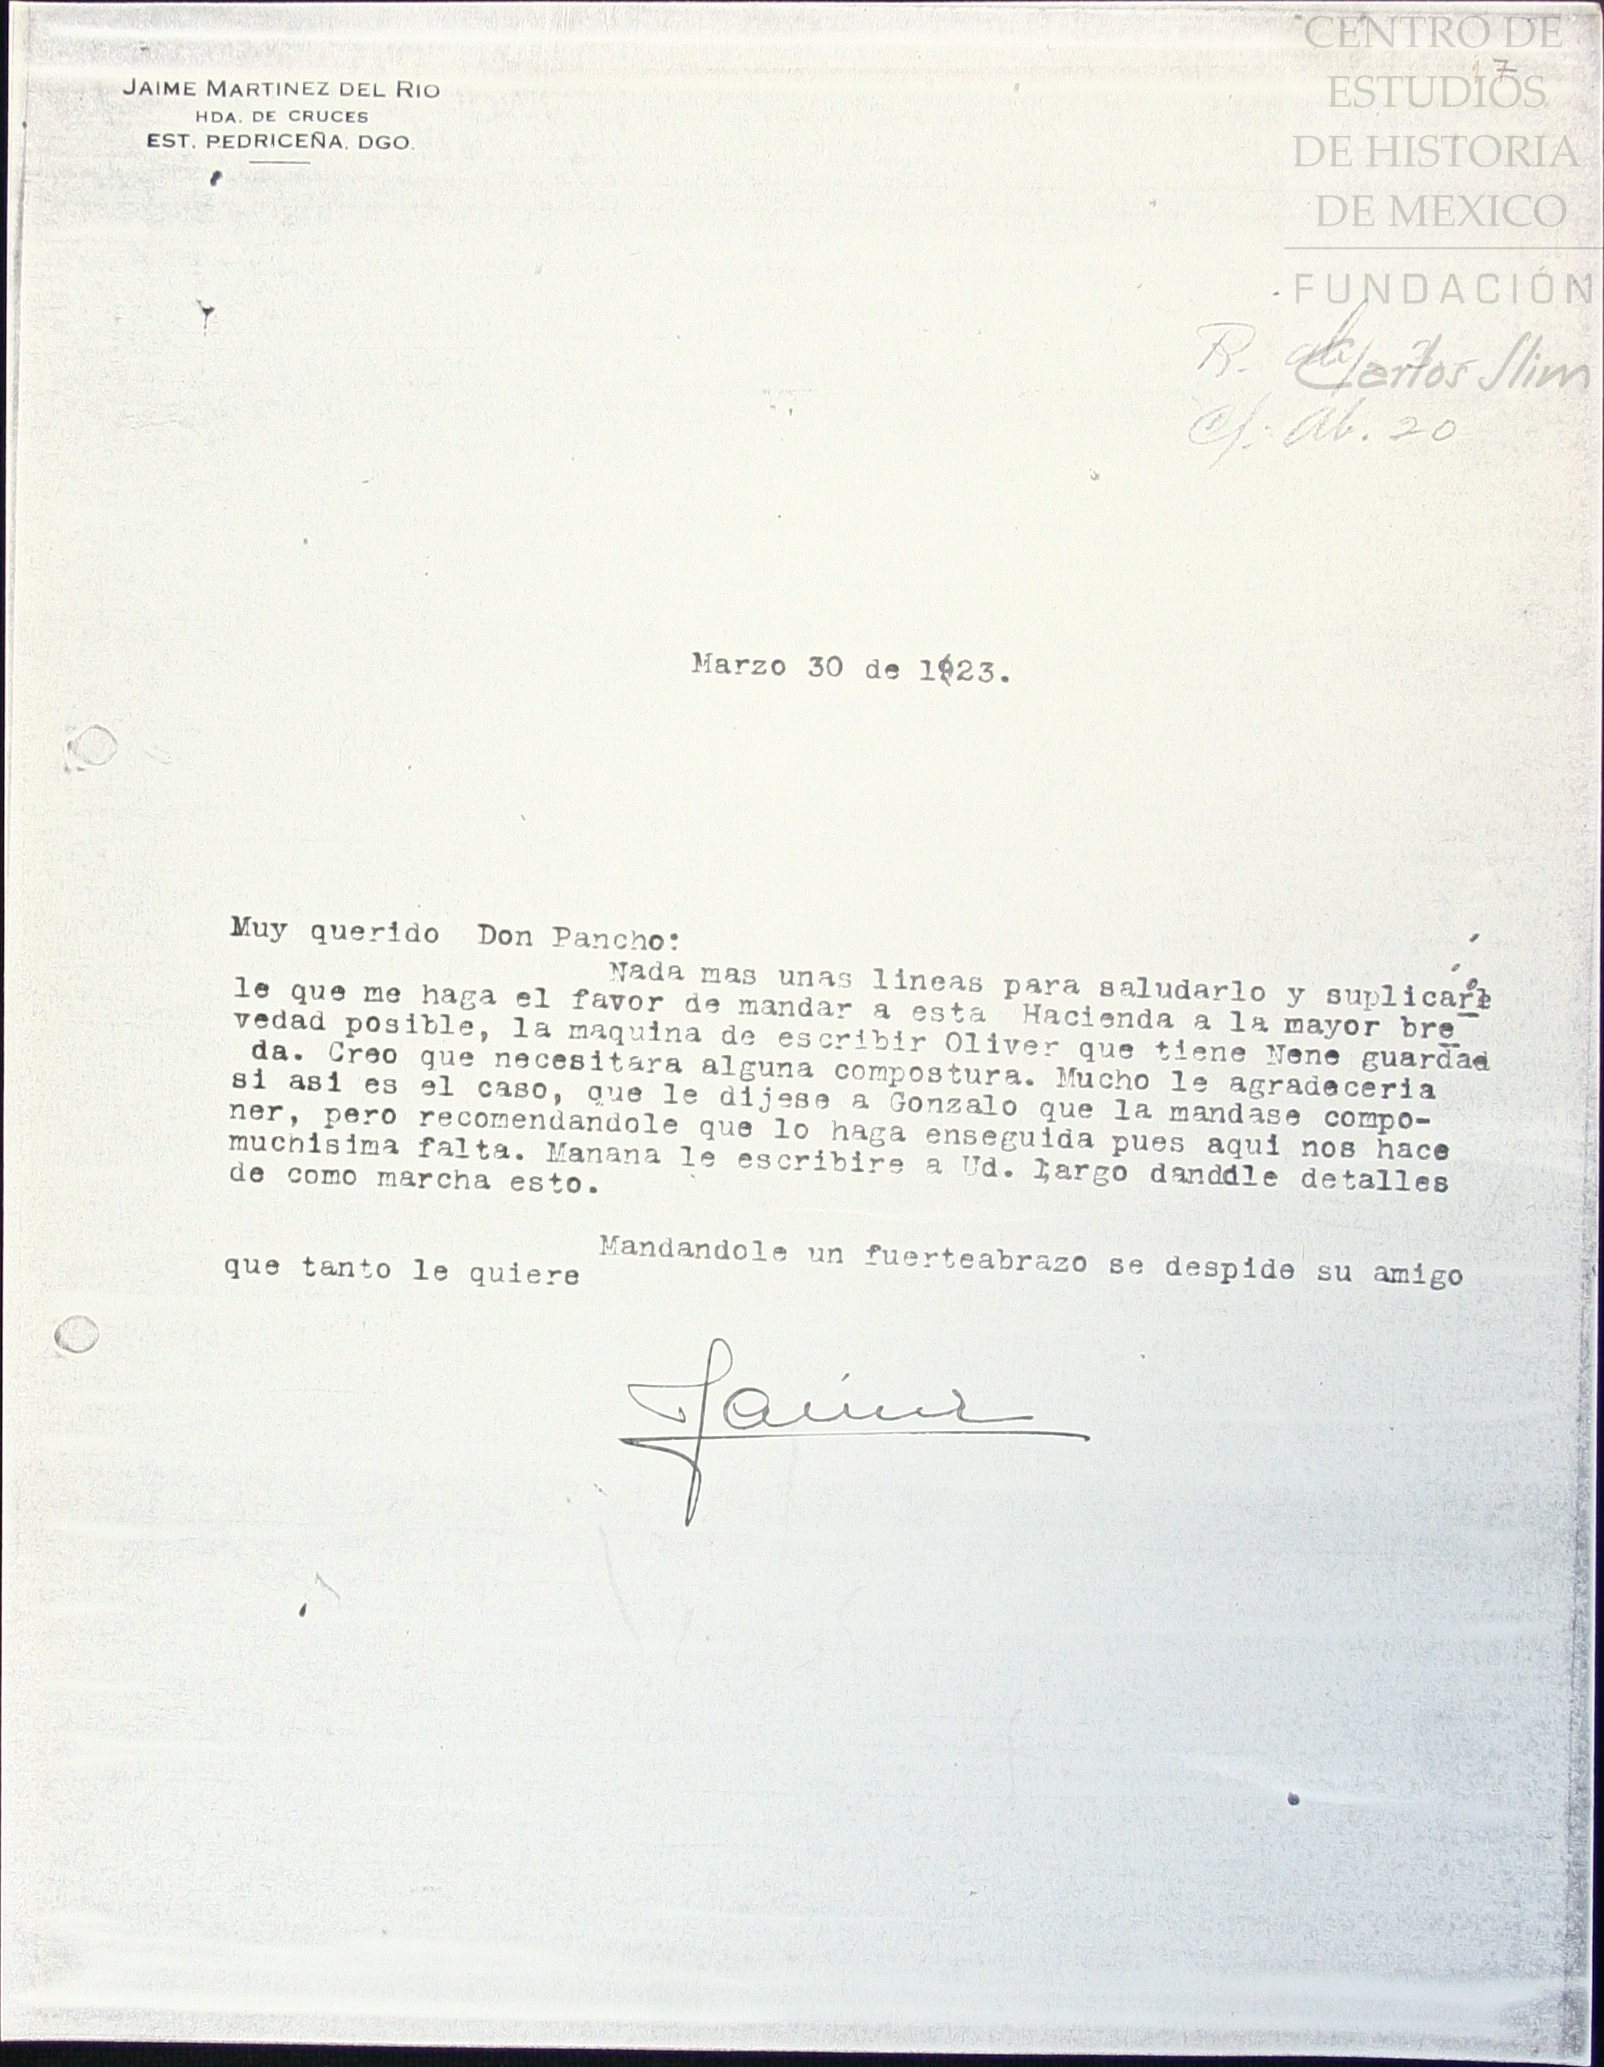 JAIME MARTINEZ DEL RIO
HDA. DE CRUCES
EST. PEDRICEÑA, DGO.
CENTRO DE
ESTUDIOS
DE HISTORIA
DE MEXICO
FUNDACIÓN
Carlos Slim
7
R.
C/. Ab. 20
Marzo 30 de 1923.
Muy querido Don Pancho:
Nada mas unas lineas para saludarlo y suplicar
le que me haga el favor de mandar a esta Hacienda a la mayor bre
vedad posible, la maquina de escribir Oliver que tiene Nene guardad
da. Creo que necesitara alguna compostura. Mucho le agradeceria
si asi es el caso, que le dijese a Gonzalo que la mandase compo-
ner, pero recomendandole que lo haga enseguida pues aqui nos hace
muchisima falta. Manana le escribire a Ud. largo danddle detalles
de como marcha esto.
Mandandole un fuerteabrazo se despide su amigo
que tanto le quiere
Jaime